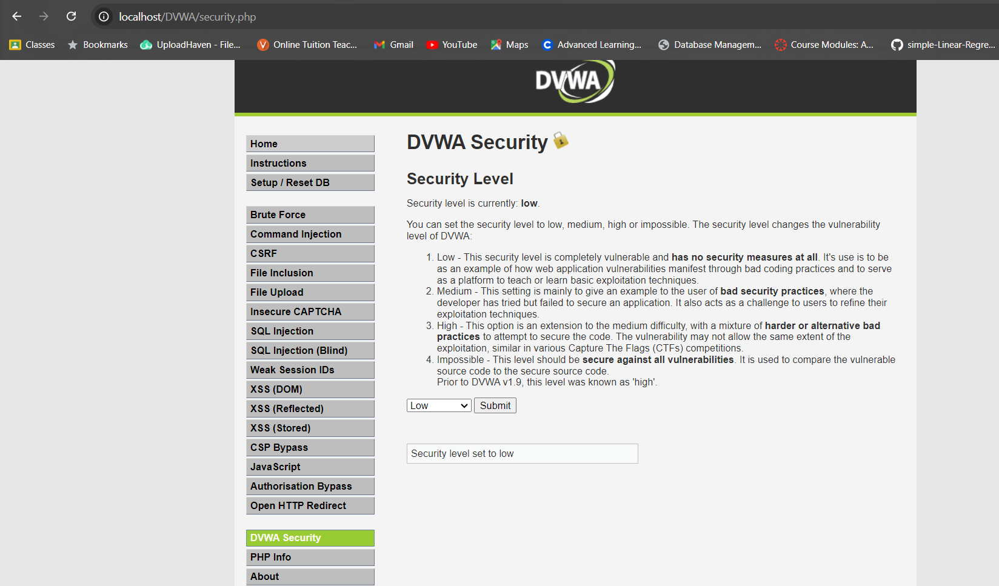 localhost/DVWA/security.php
Classes Bookmarks UploadHaven - File... Online Tuition Teac... Gmail YouTube Maps Advanced Learning... Database Managem... Course Modules: A... simple-Linear-Regre...
DVWA
Home
Instructions
Setup / Reset DB
Brute Force
Command Injection
CSRF
File Inclusion
File Upload
Insecure CAPTCHA
SQL Injection
SQL Injection (Blind)
Weak Session IDs
XSS (DOM)
XSS (Reflected)
XSS (Stored)
CSP Bypass
JavaScript
Authorisation Bypass
Open HTTP Redirect
DVWA Security
PHP Info
About
DVWA Security
Security Level
Security level is currently: low.
You can set the security level to low, medium, high or impossible. The security level changes the vulnerability
level of DVWA:
1. Low - This security level is completely vulnerable and has no security measures at all. It's use is to be
as an example of how web application vulnerabilities manifest through bad coding practices and to serve
as a platform to teach or learn basic exploitation techniques.
2. Medium - This setting is mainly to give an example to the user of bad security practices, where the
developer has tried but failed to secure an application. It also acts as a challenge to users to refine their
exploitation techniques.
3. High - This option is an extension to the medium difficulty, with a mixture of harder or alternative bad
practices to attempt to secure the code. The vulnerability may not allow the same extent of the
exploitation, similar in various Capture The Flags (CTFs) competitions.
4. Impossible - This level should be secure against all vulnerabilities. It is used to compare the vulnerable
source code to the secure source code.
Prior to DVWA v1.9, this level was known as 'high'.
Low Submit
Security level set to low